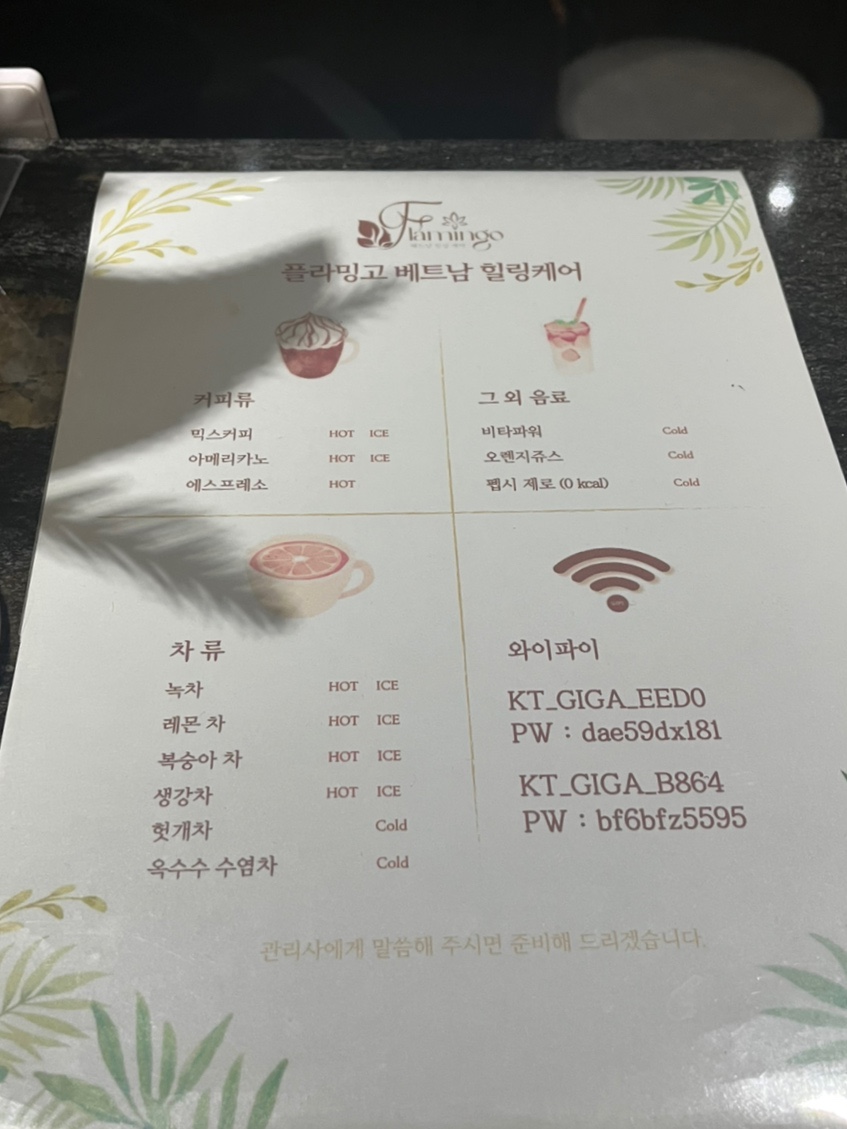 Flamingo
플라밍고 베트남 힐링케어
커피류
믹스커피 HOT ICE
아메리카노 HOT ICE
에스프레소 HOT
그 외 음료
비타파워 Cold
오렌지쥬스 Cold
펩시 제로 (0 kcal) Cold
차 류
녹차 HOT ICE
레몬 차 HOT ICE
복숭아 차 HOT ICE
생강차 HOT ICE
헛개차 Cold
옥수수 수염차 Cold
와이파이
KT_GIGA_EED0
PW : dae59dx181
KT_GIGA_B864
PW : bf6bfz5595
관리사에게 말씀해 주시면 준비해 드리겠습니다.